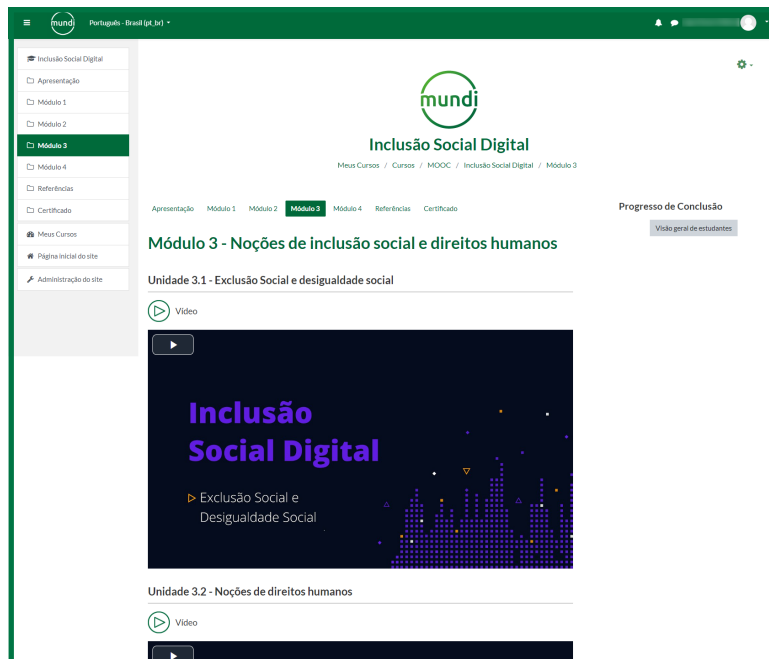 mundi Português - Brasil (pt_br)
Inclusão Social Digital
Apresentação
Módulo 1
Módulo 2
Módulo 3
Módulo 4
Referências
Certificado
Meus Cursos
Página inicial do site
Administração do site
mundi
Inclusão Social Digital
Meus Cursos / Cursos / MOOC / Inclusão Social Digital / Módulo 3
Apresentação Módulo 1 Módulo 2 Módulo 3 Módulo 4 Referências Certificado
Módulo 3 - Noções de inclusão social e direitos humanos
Unidade 3.1 - Exclusão Social e desigualdade social
Vídeo
Inclusão
Social Digital
Exclusão Social e
Desigualdade Social
Unidade 3.2 - Noções de direitos humanos
Vídeo
Progresso de Conclusão
Visão geral de estudantes